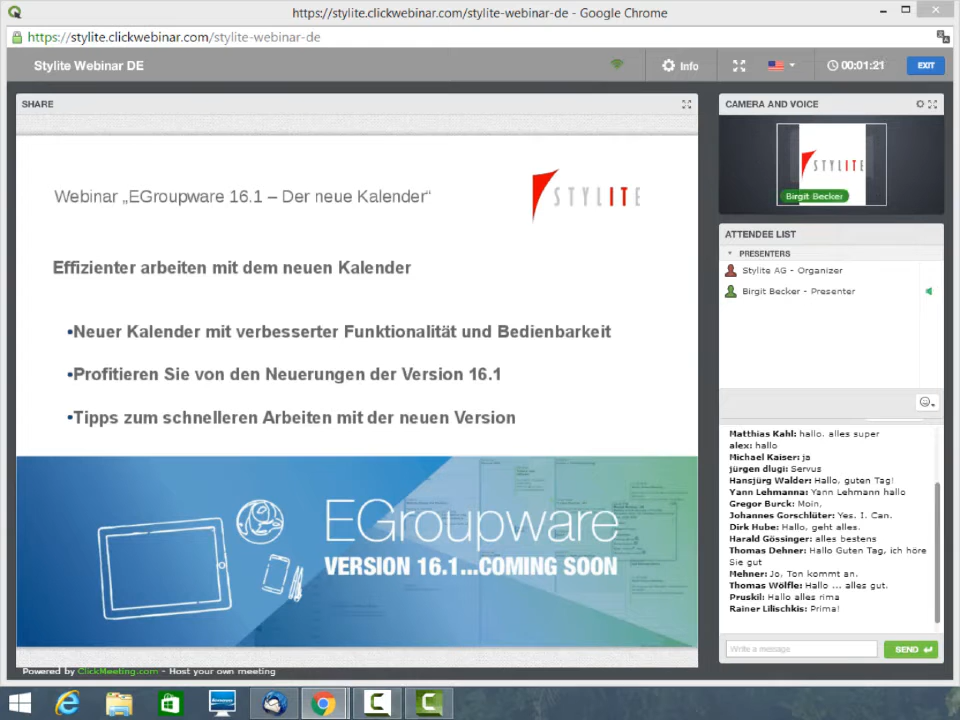 https://stylite.clickwebinar.com/stylite-webinar-de - Google Chrome
https://stylite.clickwebinar.com/stylite-webinar-de
Stylite Webinar DE
Info
00:01:21
EXIT
SHARE
Webinar „EGroupware 16.1 – Der neue Kalender“
STYLITE
Effizienter arbeiten mit dem neuen Kalender
•Neuer Kalender mit verbesserter Funktionalität und Bedienbarkeit
•Profitieren Sie von den Neuerungen der Version 16.1
•Tipps zum schnelleren Arbeiten mit der neuen Version
EGroupware
VERSION 16.1...COMING SOON
Powered by ClickMeeting.com - Host your own meeting
CAMERA AND VOICE
STYLITE
Birgit Becker
ATTENDEE LIST
PRESENTERS
Stylite AG - Organizer
Birgit Becker - Presenter
Matthias Kahl: hallo, alles super
alex: hallo
Michael Kaiser: ja
jürgen dlugi: Servus
Hansjürg Walder: Hallo, guten Tag!
Yann Lehmanna: Yann Lehmann hallo
Gregor Burck: Moin,
Johannes Gorschlüter: Yes. I. Can.
Dirk Hube: Hallo, geht alles.
Harald Gössinger: alles bestens
Thomas Dehner: Hallo Guten Tag, ich höre
Sie gut
Mehner: Jo, Ton kommt an.
Thomas Wölfle: Hallo ... alles gut.
Pruskil: Hallo alles rima
Rainer Lilischkis: Prima!
Write a message
SEND